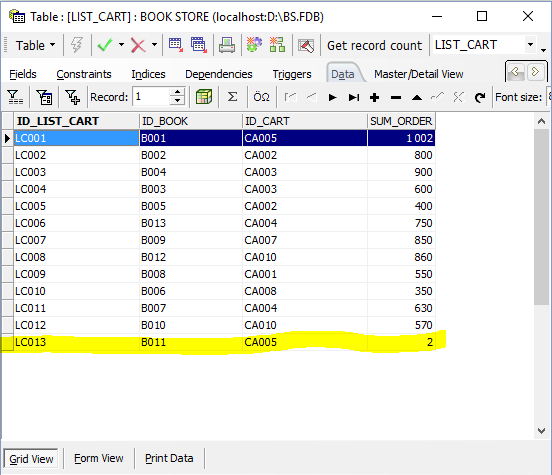 Table : [LIST_CART] : BOOK STORE (localhost:D:\BS.FDB)
Table Get record count LIST_CART
Fields Constraints Indices Dependencies Triggers Data Master/Detail View
Record: 1 Σ ÖΩ Font size:
ID_LIST_CART ID_BOOK ID_CART SUM_ORDER
LC001 B001 CA005 1 002
LC002 B002 CA002 800
LC003 B004 CA003 900
LC004 B003 CA003 600
LC005 B005 CA002 400
LC006 B013 CA004 750
LC007 B009 CA007 850
LC008 B012 CA010 860
LC009 B008 CA001 550
LC010 B006 CA008 350
LC011 B007 CA004 630
LC012 B010 CA010 570
LC013 B011 CA005 2
Grid View Form View Print Data